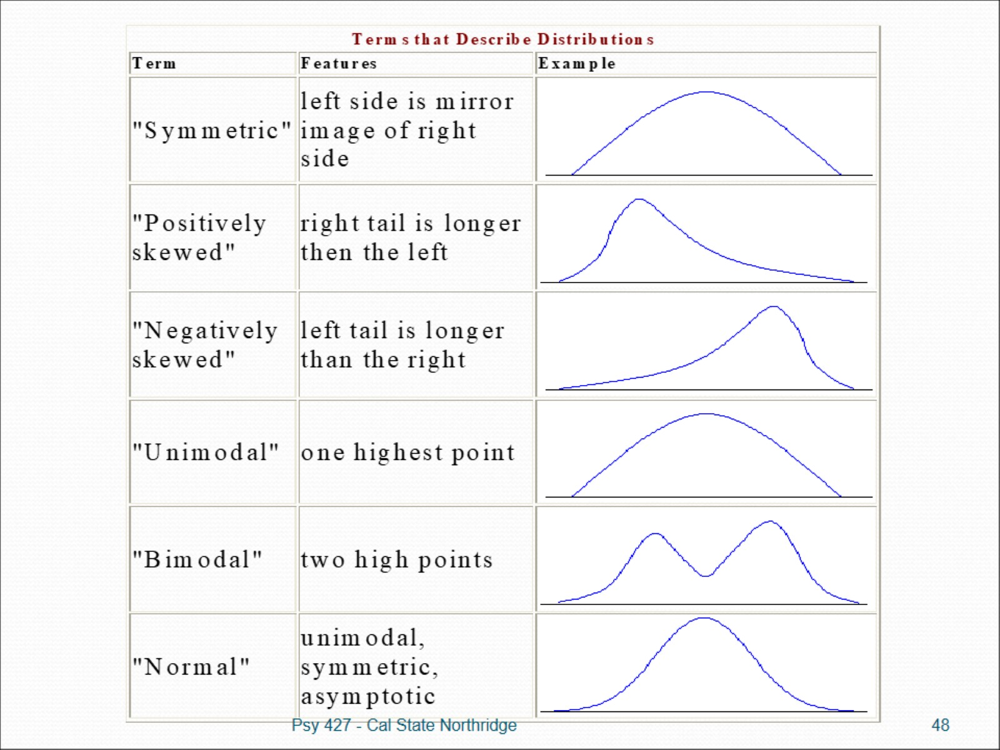 Terms that Describe Distributions
Term Features Example
"Symmetric"
left side is mirror
image of right
side
"Positively
skewed"
right tail is longer
then the left
"Negatively
skewed"
left tail is longer
than the right
"Unimodal"
one highest point
"Bimodal"
two high points
"Normal"
unimodal,
symmetric,
asymptotic
Psy 427 - Cal State Northridge
48